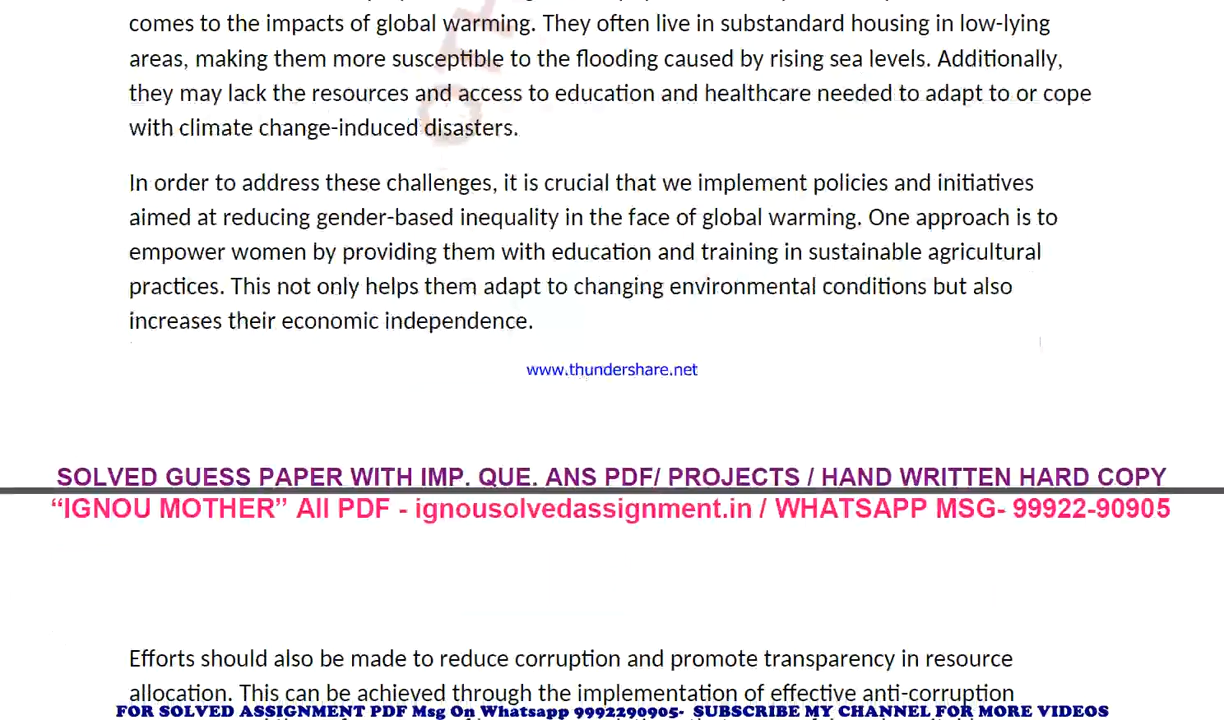 comes to the impacts of global warming. They often live in substandard housing in low-lying
areas, making them more susceptible to the flooding caused by rising sea levels. Additionally,
they may lack the resources and access to education and healthcare needed to adapt to or cope
with climate change-induced disasters.
In order to address these challenges, it is crucial that we implement policies and initiatives
aimed at reducing gender-based inequality in the face of global warming. One approach is to
empower women by providing them with education and training in sustainable agricultural
practices. This not only helps them adapt to changing environmental conditions but also
increases their economic independence.
www.thundershare.net
SOLVED GUESS PAPER WITH IMP. QUE. ANS PDF/ PROJECTS / HAND WRITTEN HARD COPY
“IGNOU MOTHER” All PDF - ignousolvedassignment.in / WHATSAPP MSG- 99922-90905
Efforts should also be made to reduce corruption and promote transparency in resource
allocation. This can be achieved through the implementation of effective anti-corruption
FOR SOLVED ASSIGNMENT PDF Msg On Whatsapp 9992290905- SUBSCRIBE MY CHANNEL FOR MORE VIDEOS